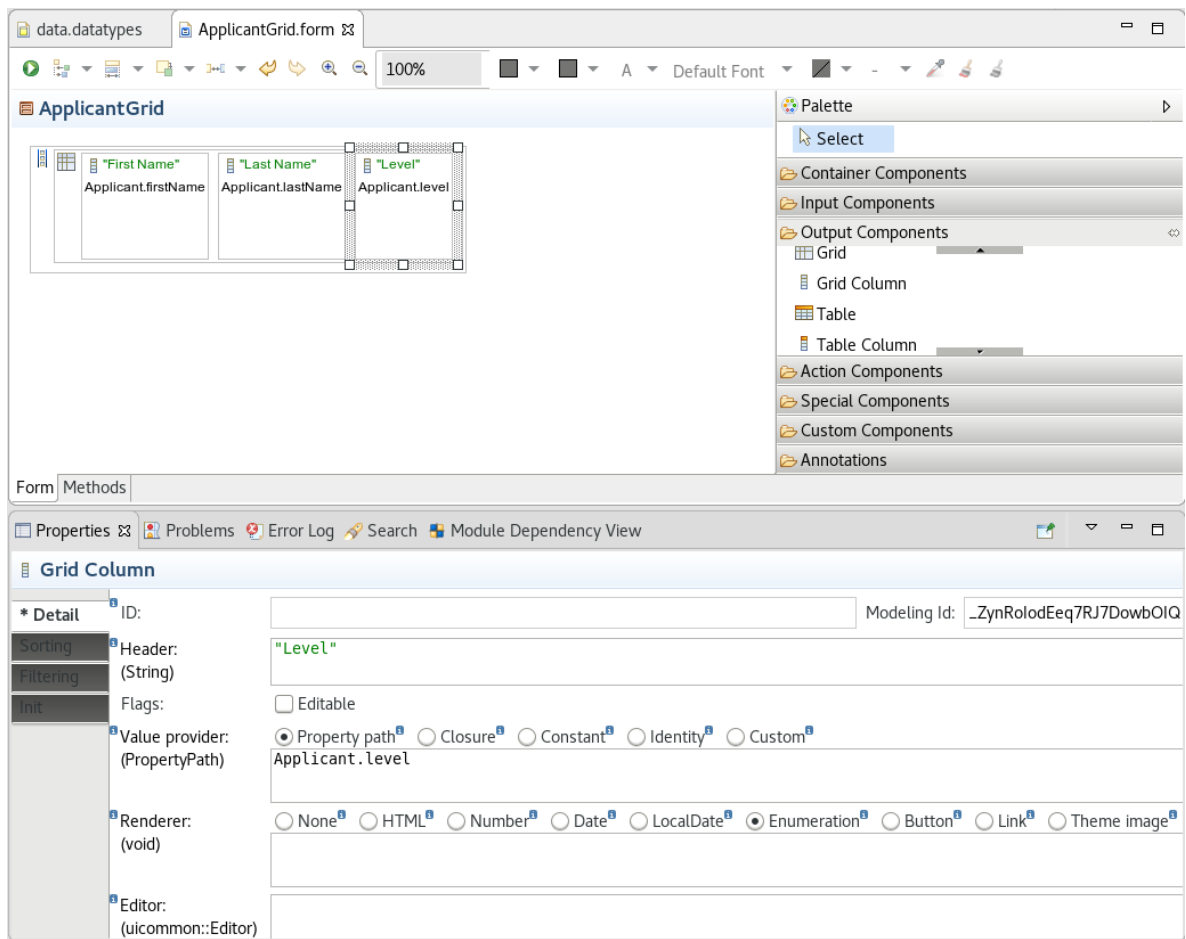 data.datatypes ApplicantGrid.form
100% A Default Font -
ApplicantGrid
Palette
Select
Container Components
Input Components
Output Components
Grid
Grid Column
Table
Table Column
Action Components
Special Components
Custom Components
Annotations
"First Name" "Last Name" "Level"
Applicant.firstName Applicant.lastName Applicant.level
Form Methods
Properties Problems Error Log Search Module Dependency View
Grid Column
* Detail
Sorting
Filtering
Init
ID: Modeling Id: _ZynRoIodEeq7RJ7DowbOIQ
Header: "Level"
(String)
Flags: Editable
Value provider: Property path Closure Constant Identity Custom
(PropertyPath) Applicant.level
Renderer: None HTML Number Date LocalDate Enumeration Button Link Theme image
(void)
Editor:
(uicommon::Editor)